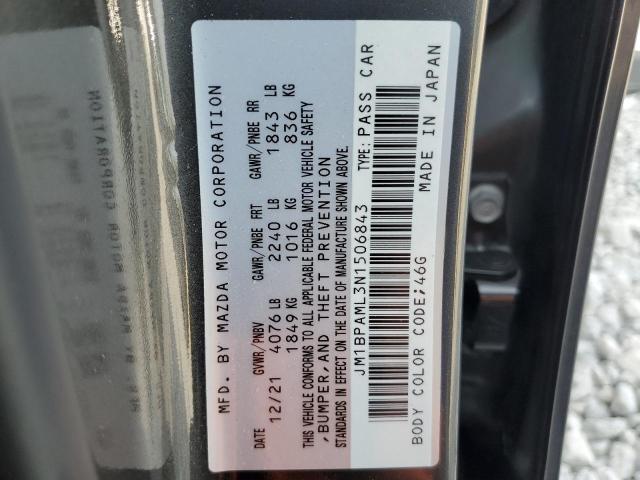 MFD. BY MAZDA MOTOR CORPORATION
DATE GVWR/PNBV GAWR/PNBE FRT GAWR/PNBE RR
12/21 4076 LB 2240 LB 1843 LB
1849 KG 1016 KG 836 KG
THIS VEHICLE CONFORMS TO ALL APPLICABLE FEDERAL MOTOR VEHICLE SAFETY
,BUMPER,AND THEFT PREVENTION
STANDARDS IN EFFECT ON THE DATE OF MANUFACTURE SHOWN ABOVE.
JM1BPAML3N1506843 TYPE: PASS CAR
BODY COLOR CODE;46G MADE IN JAPAN